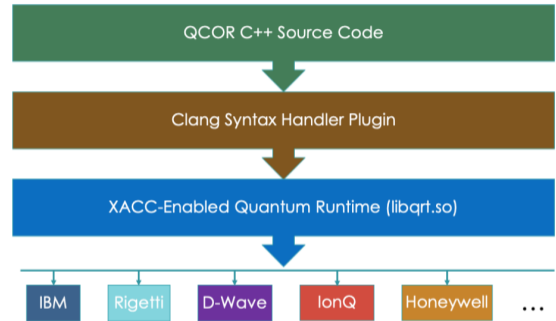 QCOR C++ Source Code
Clang Syntax Handler Plugin
XACC-Enabled Quantum Runtime (libqrt.so)
IBM Rigetti D-Wave IonQ Honeywell ...